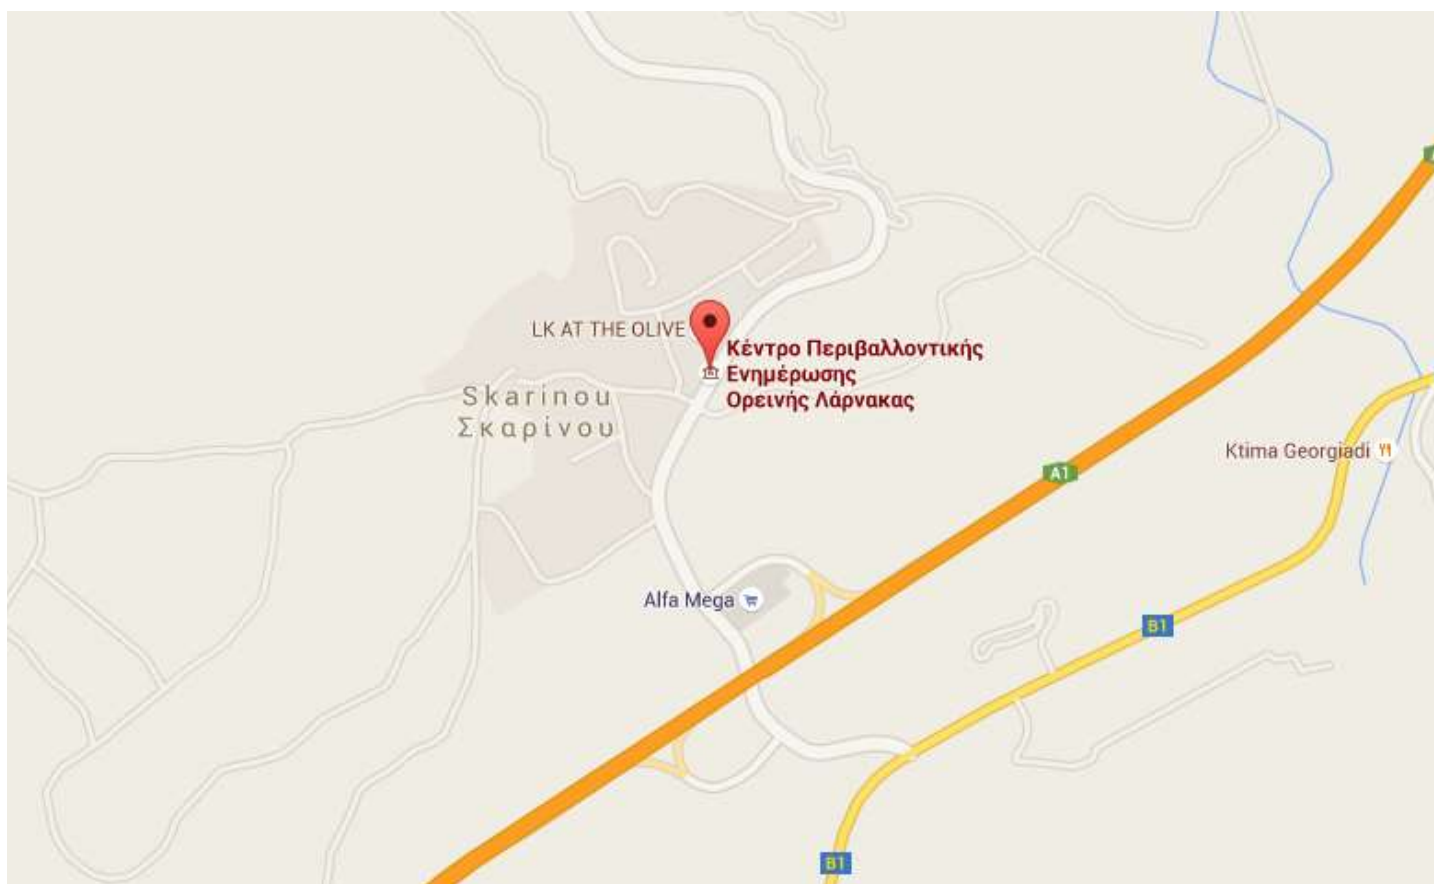 LK AT THE OLIVE
Κέντρο Περιβαλλοντικής
Ενημέρωσης
Ορεινής Λάρνακας
Skarinou
Σκαρίνου
Ktima Georgiadi
A1
Alfa Mega
B1
B1